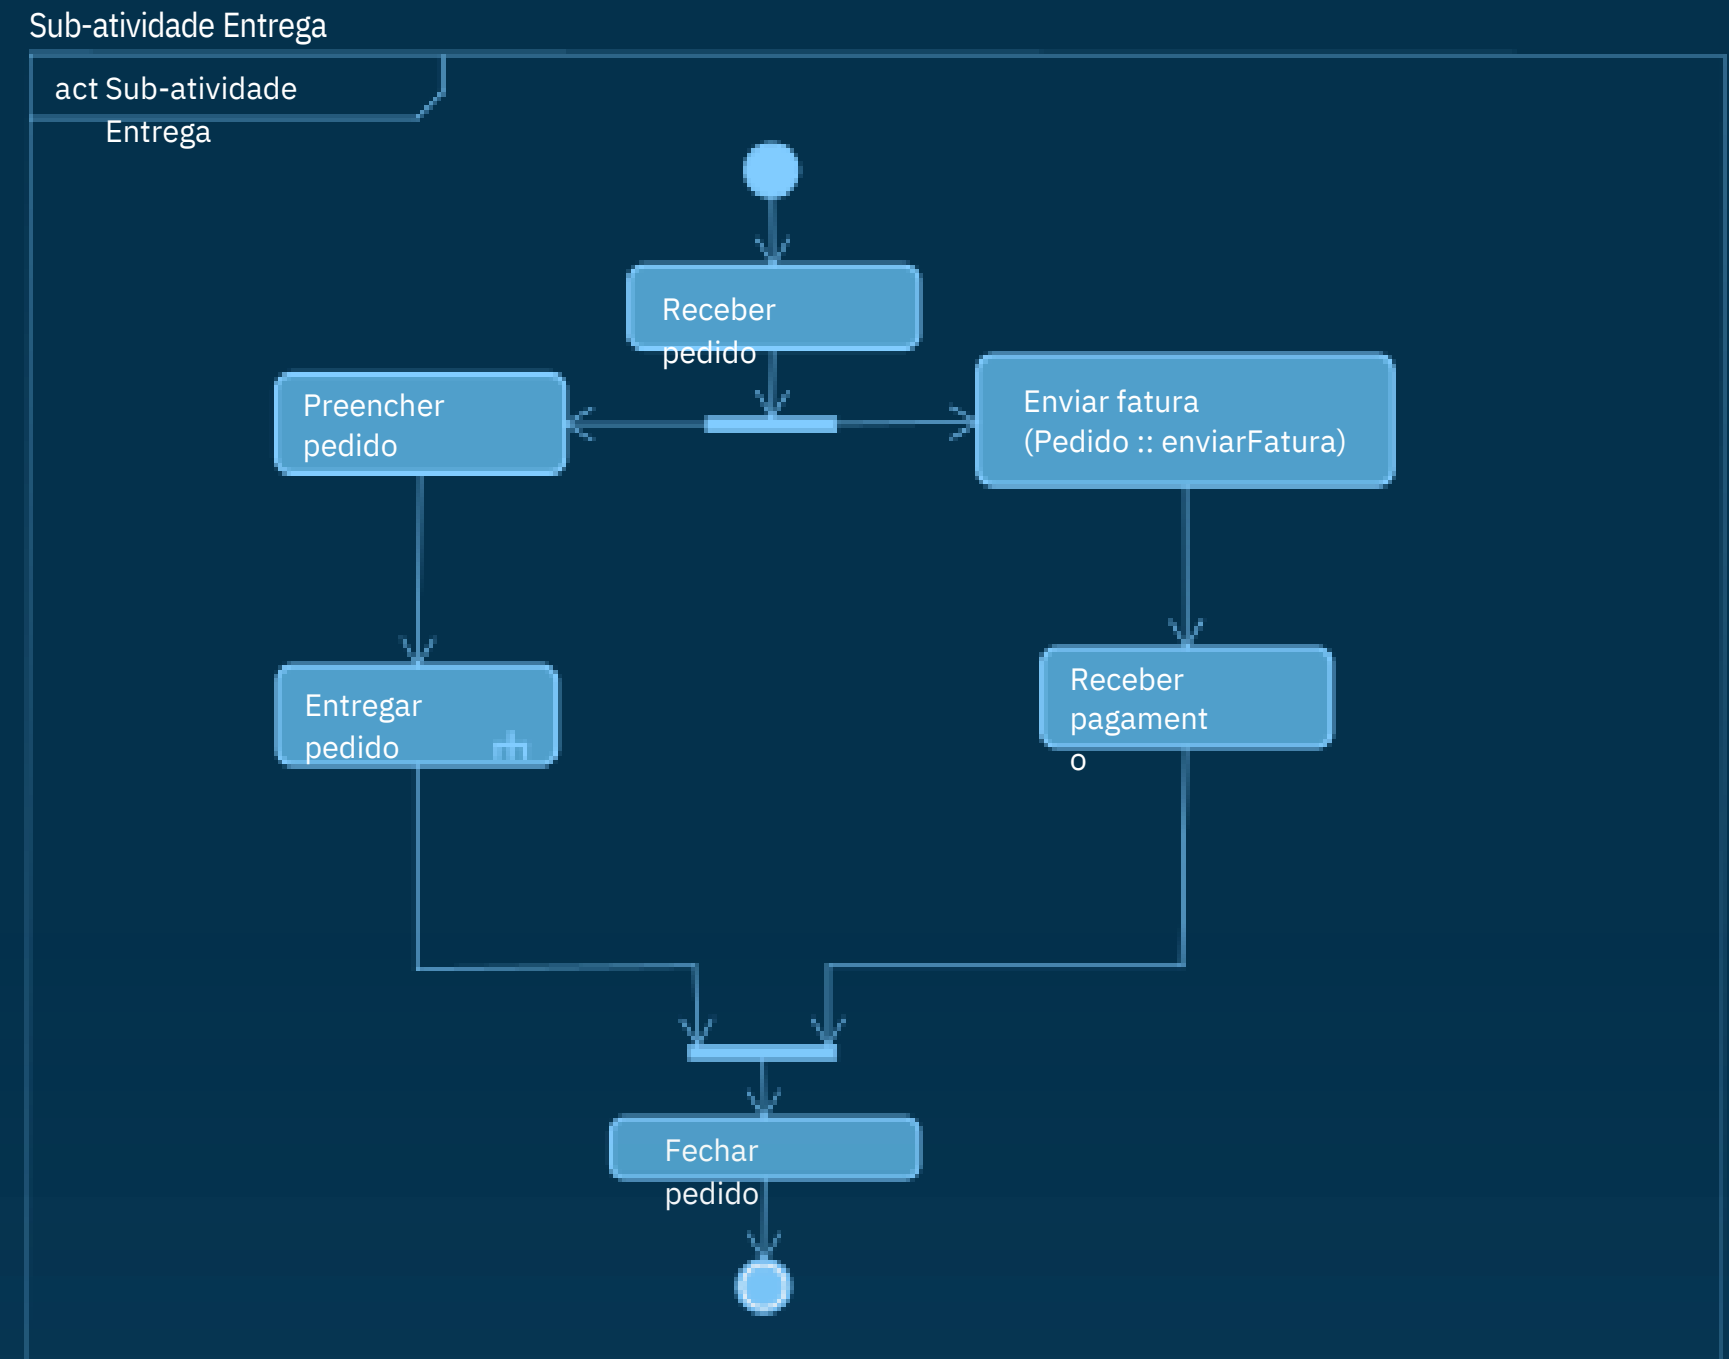 Sub-atividade Entrega
act Sub-atividade
Entrega
Receber
pedido
Preencher
pedido
Enviar fatura
(Pedido :: enviarFatura)
Entregar
pedido
Receber
pagament
o
Fechar
pedido